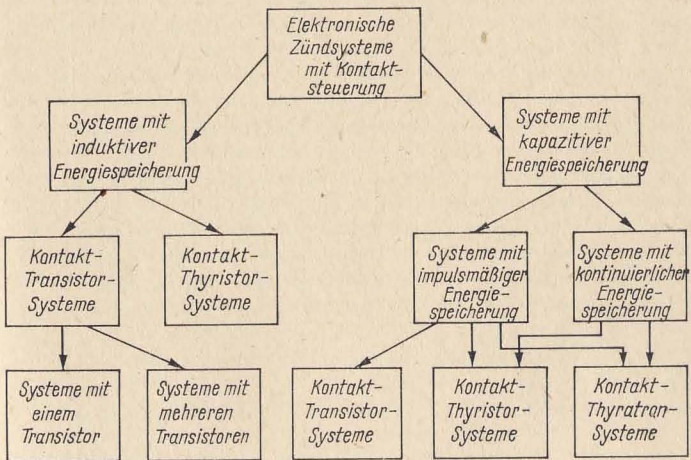 Elektronische
Zündsysteme
mit Kontakt-
steuerung
Systeme mit
induktiver
Energiespeicherung
Systeme mit
kapazitiver
Energiespeicherung
Kontakt-
Transistor-
Systeme
Kontakt-
Thyristor-
Systeme
Systeme mit
impulsmäßiger
Energie-
speicherung
Systeme mit
kontinuierlicher
Energie-
speicherung
Systeme mit
einem
Transistor
Systeme mit
mehreren
Transistoren
Kontakt-
Transistor-
Systeme
Kontakt-
Thyristor-
Systeme
Kontakt-
Thyratron-
Systeme